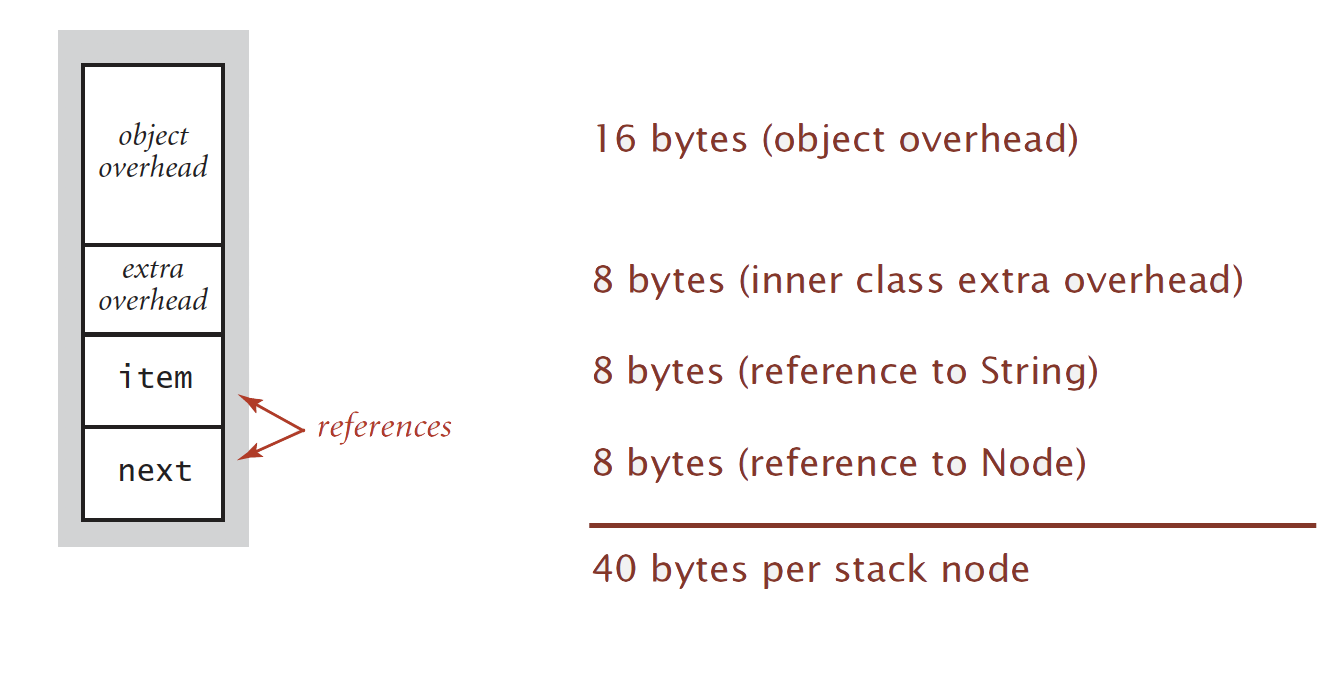 object
overhead
16 bytes (object overhead)
extra
overhead
8 bytes (inner class extra overhead)
item
8 bytes (reference to String)
references
next
8 bytes (reference to Node)
40 bytes per stack node